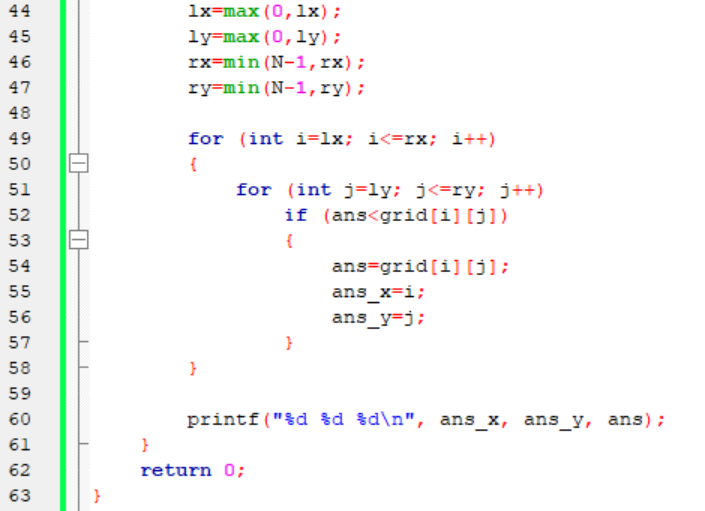 44 lx=max(0,lx);
45 ly=max(0,ly);
46 rx=min(N-1,rx);
47 ry=min(N-1,ry);
48
49 for (int i=lx; i<=rx; i++)
50 {
51 for (int j=ly; j<=ry; j++)
52 if (ans<grid[i][j])
53 {
54 ans=grid[i][j];
55 ans_x=i;
56 ans_y=j;
57 }
58 }
59
60 printf("%d %d %d\n", ans_x, ans_y, ans);
61 }
62 return 0;
63 }